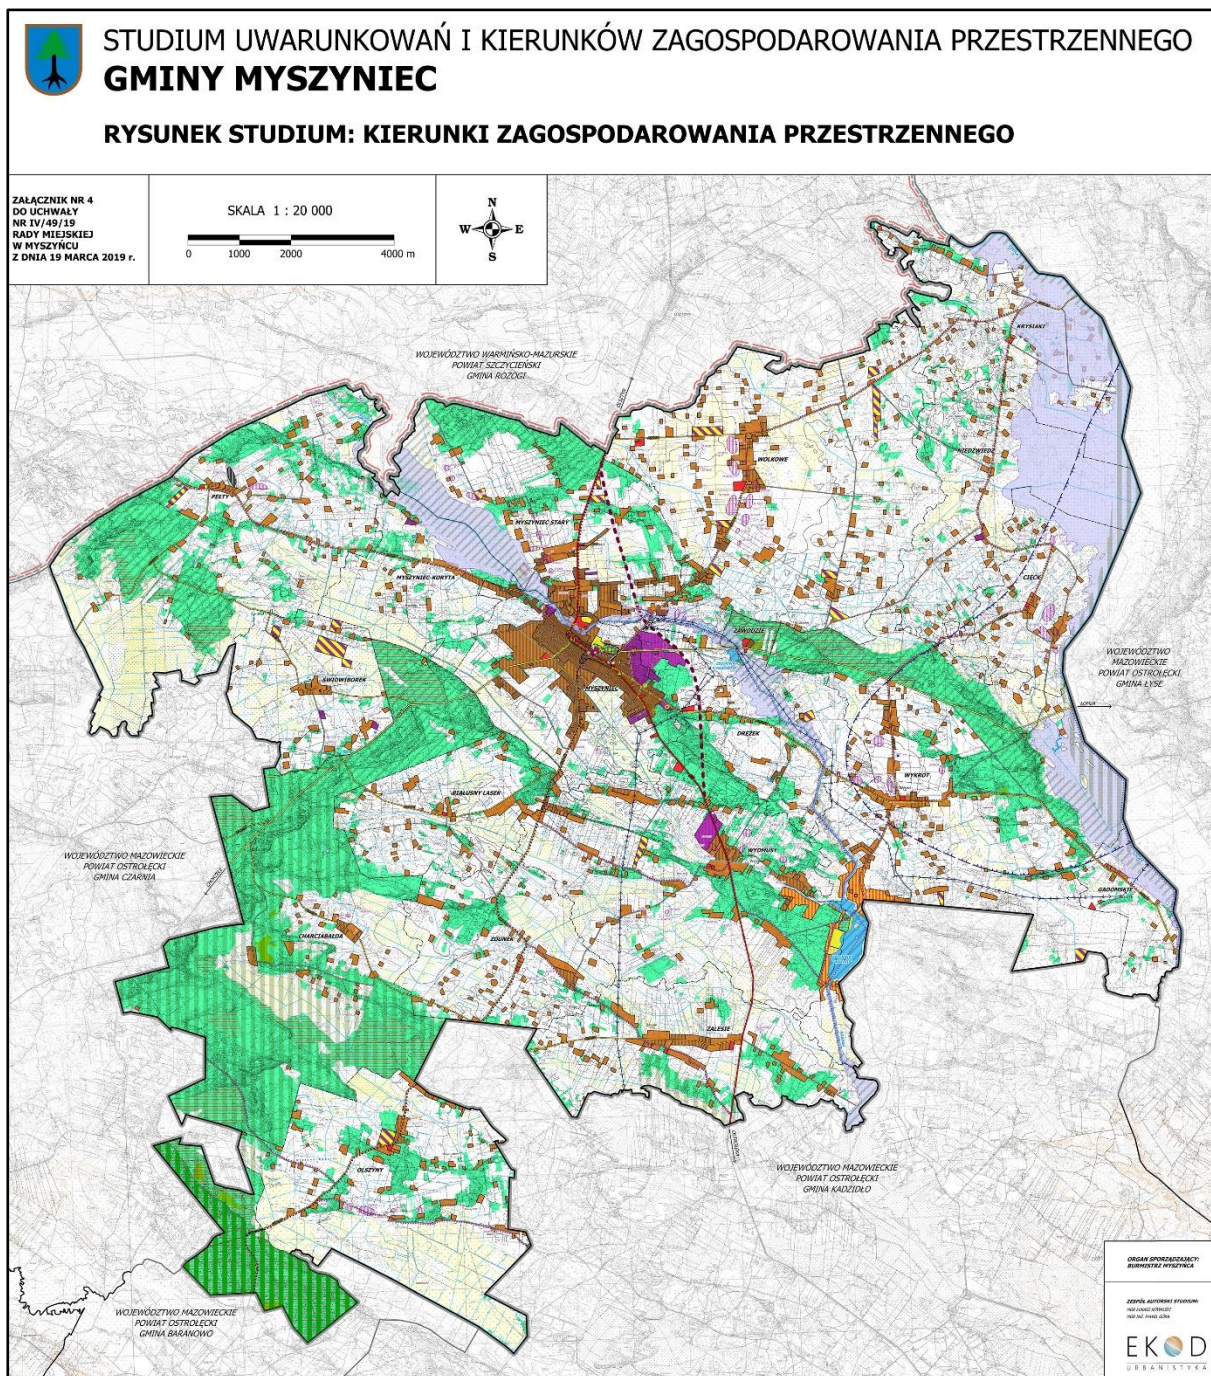 STUDIUM UWARUNKOWAŃ I KIERUNKÓW ZAGOSPODAROWANIA PRZESTRZENNEGO
GMINY MYSZYNIEC
RYSUNEK STUDIUM: KIERUNKI ZAGOSPODAROWANIA PRZESTRZENNEGO
ZAŁĄCZNIK NR 4
DO UCHWAŁY
NR IV/49/19
RADY MIEJSKIEJ
W MYSZYŃCU
Z DNIA 19 MARCA 2019 r.
SKALA 1 : 20 000
0 1000 2000 4000 m
N
W E
S
WOJEWÓDZTWO WARMIŃSKO-MAZURSKIE
POWIAT SZCZYCIEŃSKI
GMINA ROZOGI
KRYSIAKI
WOLKOWE
NIEDŹWIEDŹ
PEŁTY
MYSZYNIEC STARY
MYSZYNIEC-KORYTA
CIĘĆK
ZAWODZIE
WOJEWÓDZTWO
MAZOWIECKIE
POWIAT OSTROŁĘCKI
GMINA ŁYSE
ŚWIDWIBOREK
MYSZYNIEC
ŁOMŻA
DRĘŻEK
WYKROT
BIAŁUSNY LASEK
WYDMUSY
WOJEWÓDZTWO MAZOWIECKIE
POWIAT OSTROŁĘCKI
GMINA CZARNIA
GADOMSKIE
CHARCIABAŁDA
ZDUNEK
ZALESIE
OLSZYNY
WOJEWÓDZTWO MAZOWIECKIE
POWIAT OSTROŁĘCKI
GMINA KADZIDŁO
WOJEWÓDZTWO MAZOWIECKIE
POWIAT OSTROŁĘCKI
GMINA BARANOWO
ORGAN SPORZĄDZAJĄCY:
BURMISTRZ MYSZYŃCA
ZESPÓŁ AUTORSKI STUDIUM:
EKOD
URBANISTYKA